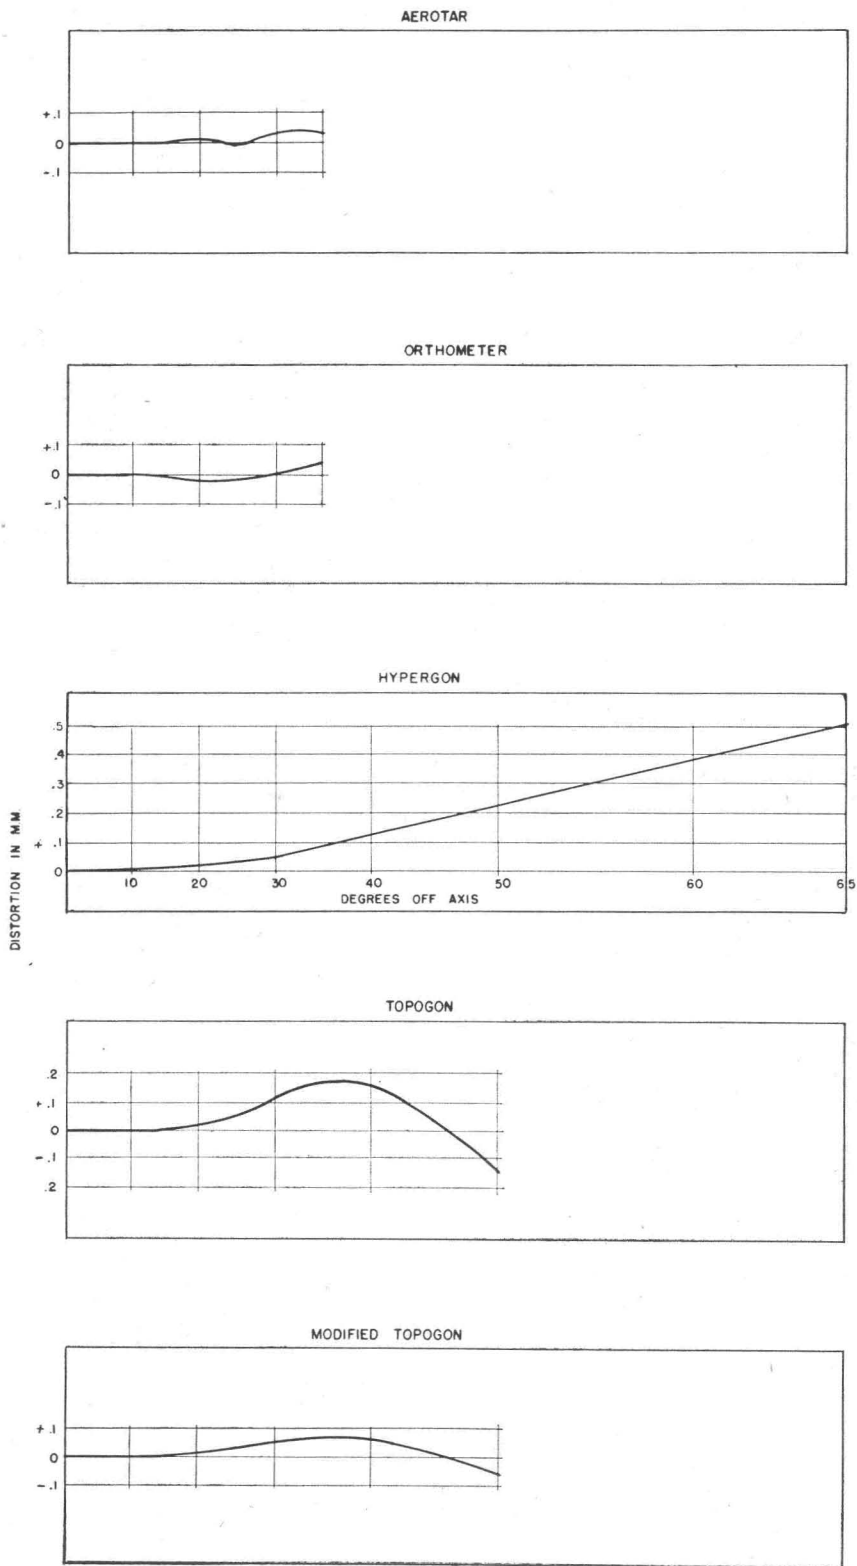 AEROTAR
+.1
0
-.1
ORTHOMETER
+.1
0
-.1
HYPERGON
.5
.4
.3
.2
+. .1
0
10 20 30 40 50 60 65
DEGREES OFF AXIS
DISTORTION IN M.M.
TOPOGON
.2
+.1
0
-.1
.2
MODIFIED TOPOGON
+.1
0
-.1